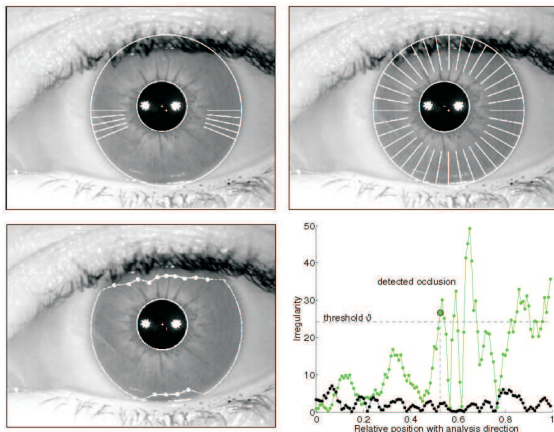 50
40
detected occlusion
30
threshold ϑ
20
Irregularity
10
0
0 0.2 0.4 0.6 0.8 1
Relative position with analysis direction